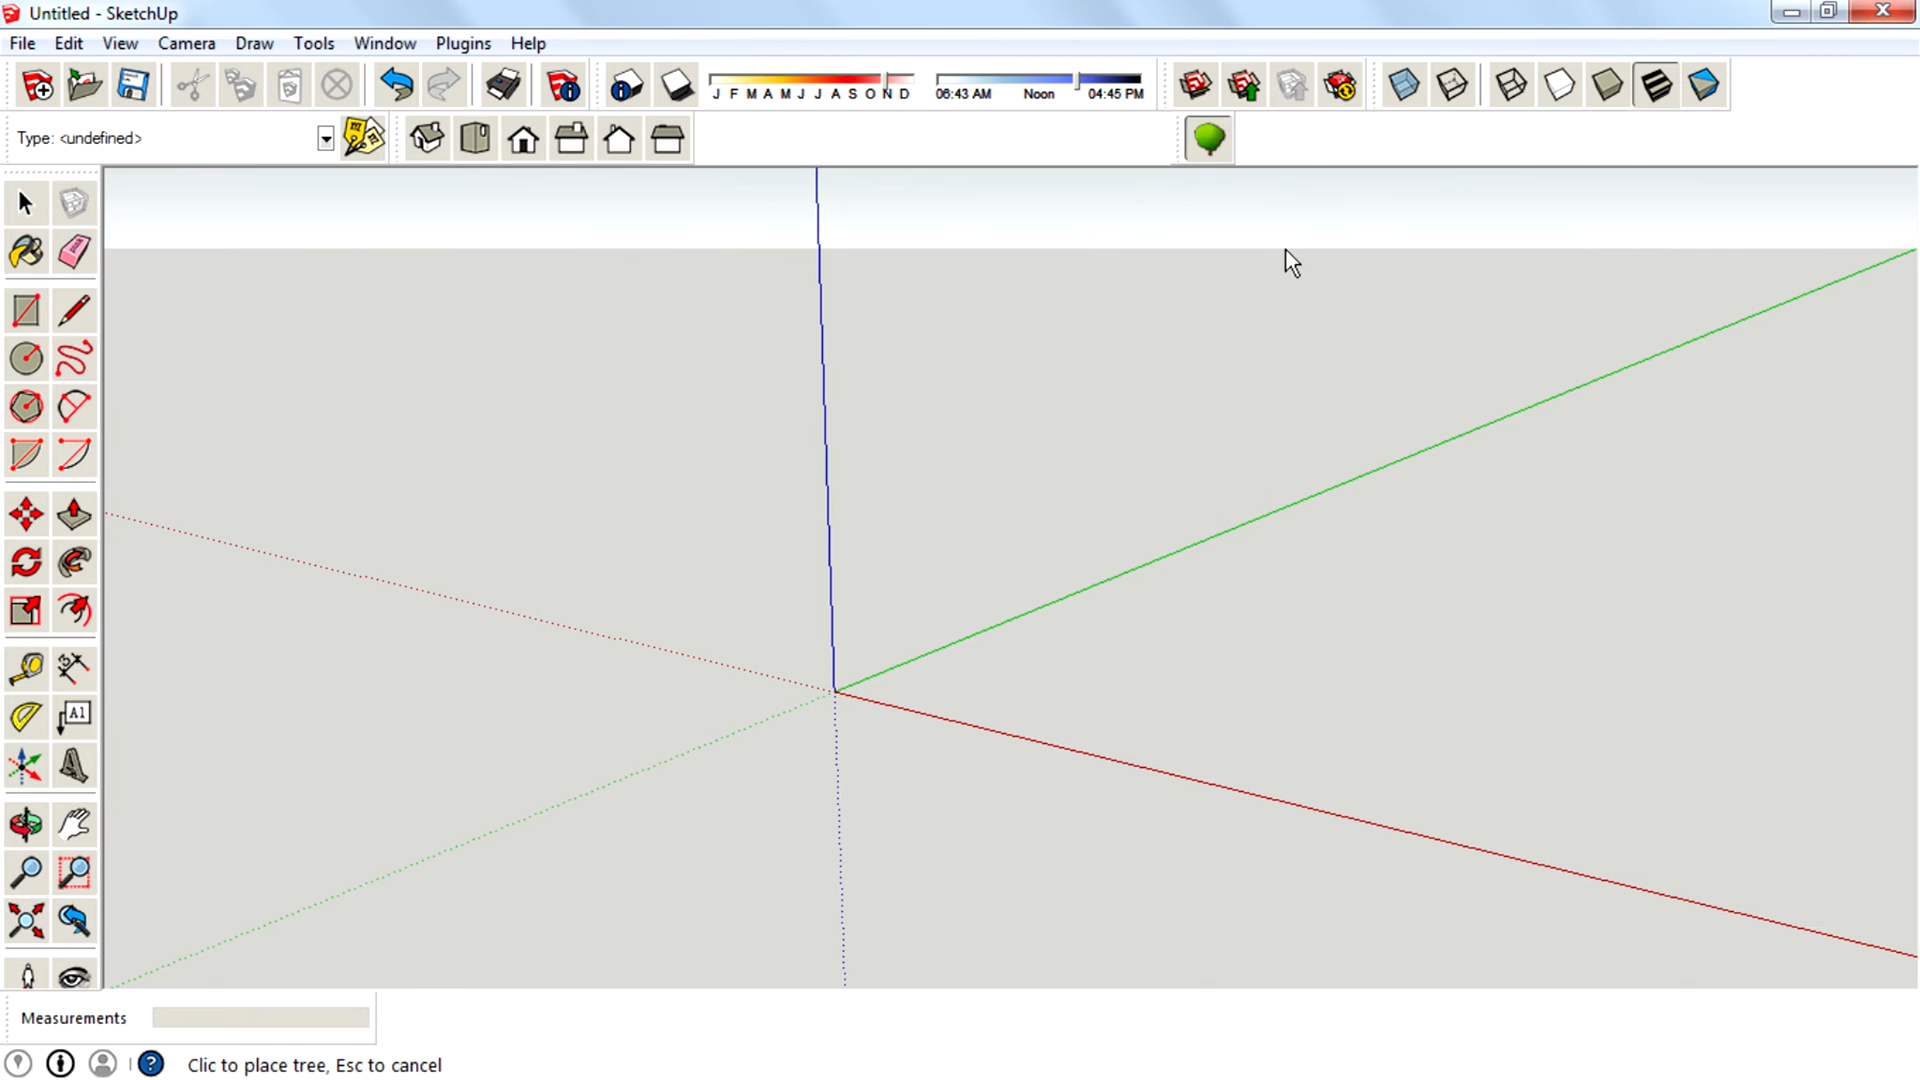 Untitled - SketchUp
File Edit View Camera Draw Tools Window Plugins Help
J F M A M J J A S O N D 06:43 AM Noon 04:45 PM
Type: <undefined>
A1
Measurements
Clic to place tree, Esc to cancel